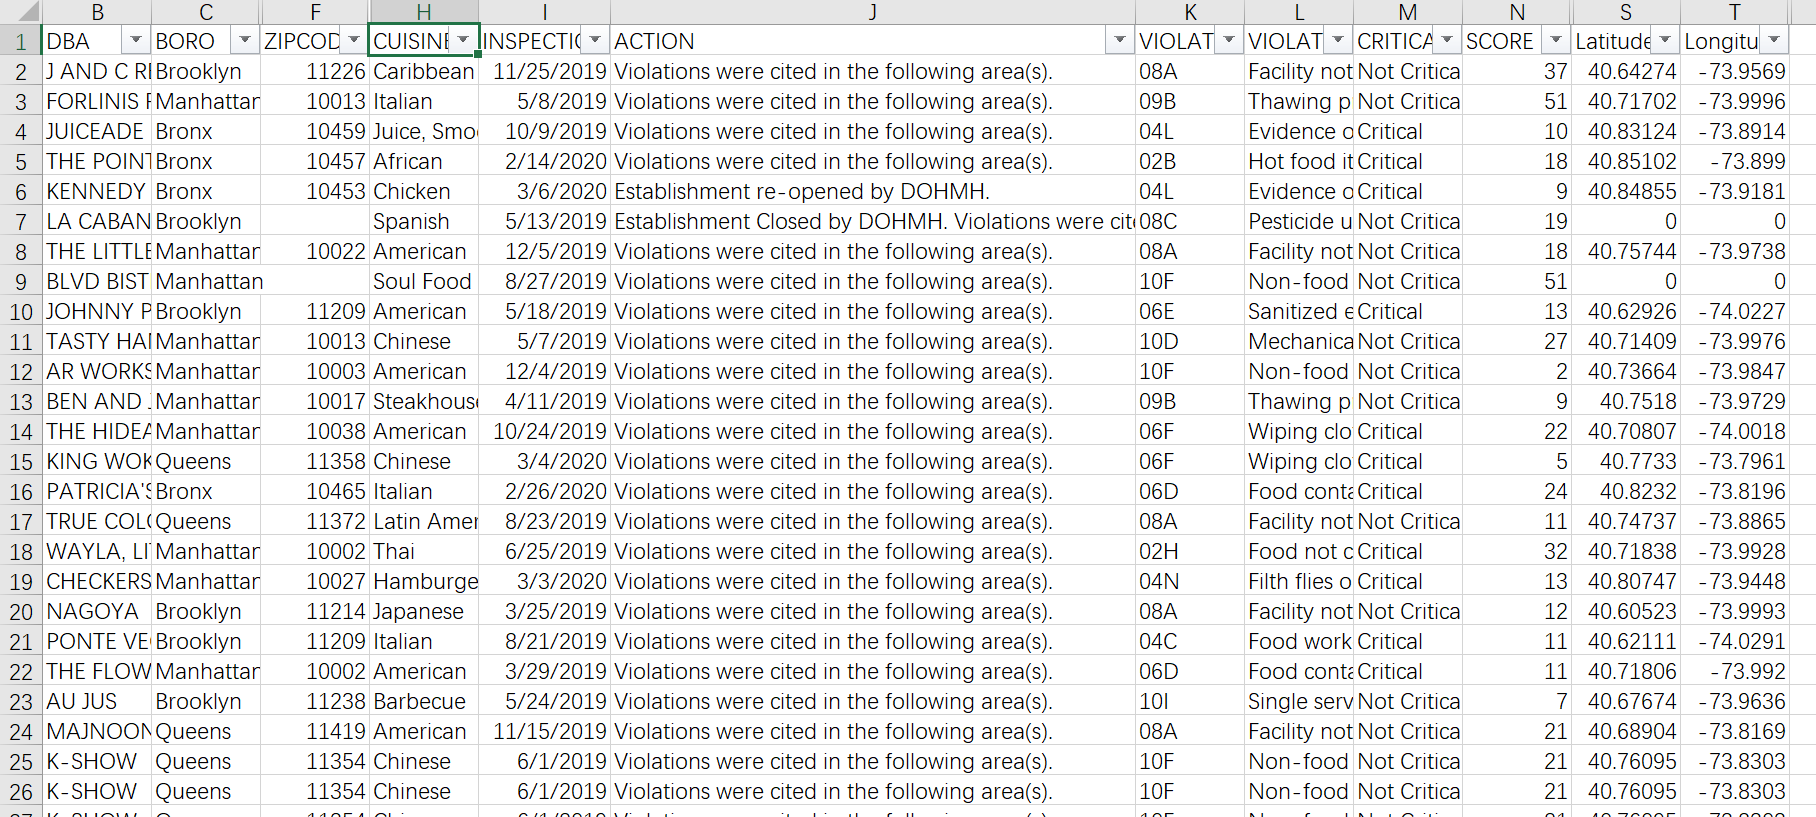 B C F H I J K L M N S T
1 DBA BORO ZIPCOD CUISINE INSPECTIO ACTION VIOLAT VIOLAT CRITICA SCORE Latitude Longitu
2 J AND C RI Brooklyn 11226 Caribbean 11/25/2019 Violations were cited in the following area(s). 08A Facility not Not Critica 37 40.64274 -73.9569
3 FORLINIS Manhattan 10013 Italian 5/8/2019 Violations were cited in the following area(s). 09B Thawing p Not Critica 51 40.71702 -73.9996
4 JUICEADE Bronx 10459 Juice, Smo 10/9/2019 Violations were cited in the following area(s). 04L Evidence o Critical 10 40.83124 -73.8914
5 THE POINT Bronx 10457 African 2/14/2020 Violations were cited in the following area(s). 02B Hot food it Critical 18 40.85102 -73.899
6 KENNEDY Bronx 10453 Chicken 3/6/2020 Establishment re-opened by DOHMH. 04L Evidence o Critical 9 40.84855 -73.9181
7 LA CABAN Brooklyn Spanish 5/13/2019 Establishment Closed by DOHMH. Violations were cite 08C Pesticide u Not Critica 19 0 0
8 THE LITTLE Manhattan 10022 American 12/5/2019 Violations were cited in the following area(s). 08A Facility not Not Critica 18 40.75744 -73.9738
9 BLVD BIST Manhattan Soul Food 8/27/2019 Violations were cited in the following area(s). 10F Non-food Not Critica 51 0 0
10 JOHNNY P Brooklyn 11209 American 5/18/2019 Violations were cited in the following area(s). 06E Sanitized e Critical 13 40.62926 -74.0227
11 TASTY HA Manhattan 10013 Chinese 5/7/2019 Violations were cited in the following area(s). 10D Mechanica Not Critica 27 40.71409 -73.9976
12 AR WORKS Manhattan 10003 American 12/4/2019 Violations were cited in the following area(s). 10F Non-food Not Critica 2 40.73664 -73.9847
13 BEN AND J Manhattan 10017 Steakhouse 4/11/2019 Violations were cited in the following area(s). 09B Thawing p Not Critica 9 40.7518 -73.9729
14 THE HIDEA Manhattan 10038 American 10/24/2019 Violations were cited in the following area(s). 06F Wiping clo Critical 22 40.70807 -74.0018
15 KING WOK Queens 11358 Chinese 3/4/2020 Violations were cited in the following area(s). 06F Wiping clo Critical 5 40.7733 -73.7961
16 PATRICIA'S Bronx 10465 Italian 2/26/2020 Violations were cited in the following area(s). 06D Food conta Critical 24 40.8232 -73.8196
17 TRUE COLO Queens 11372 Latin Amer 8/23/2019 Violations were cited in the following area(s). 08A Facility not Not Critica 11 40.74737 -73.8865
18 WAYLA, LI Manhattan 10002 Thai 6/25/2019 Violations were cited in the following area(s). 02H Food not c Critical 32 40.71838 -73.9928
19 CHECKERS Manhattan 10027 Hamburge 3/3/2020 Violations were cited in the following area(s). 04N Filth flies o Critical 13 40.80747 -73.9448
20 NAGOYA Brooklyn 11214 Japanese 3/25/2019 Violations were cited in the following area(s). 08A Facility not Not Critica 12 40.60523 -73.9993
21 PONTE VE Brooklyn 11209 Italian 8/21/2019 Violations were cited in the following area(s). 04C Food work Critical 11 40.62111 -74.0291
22 THE FLOW Manhattan 10002 American 3/29/2019 Violations were cited in the following area(s). 06D Food conta Critical 11 40.71806 -73.992
23 AU JUS Brooklyn 11238 Barbecue 5/24/2019 Violations were cited in the following area(s). 10I Single serv Not Critica 7 40.67674 -73.9636
24 MAJNOON Queens 11419 American 11/15/2019 Violations were cited in the following area(s). 08A Facility not Not Critica 21 40.68904 -73.8169
25 K-SHOW Queens 11354 Chinese 6/1/2019 Violations were cited in the following area(s). 10F Non-food Not Critica 21 40.76095 -73.8303
26 K-SHOW Queens 11354 Chinese 6/1/2019 Violations were cited in the following area(s). 10F Non-food Not Critica 21 40.76095 -73.8303